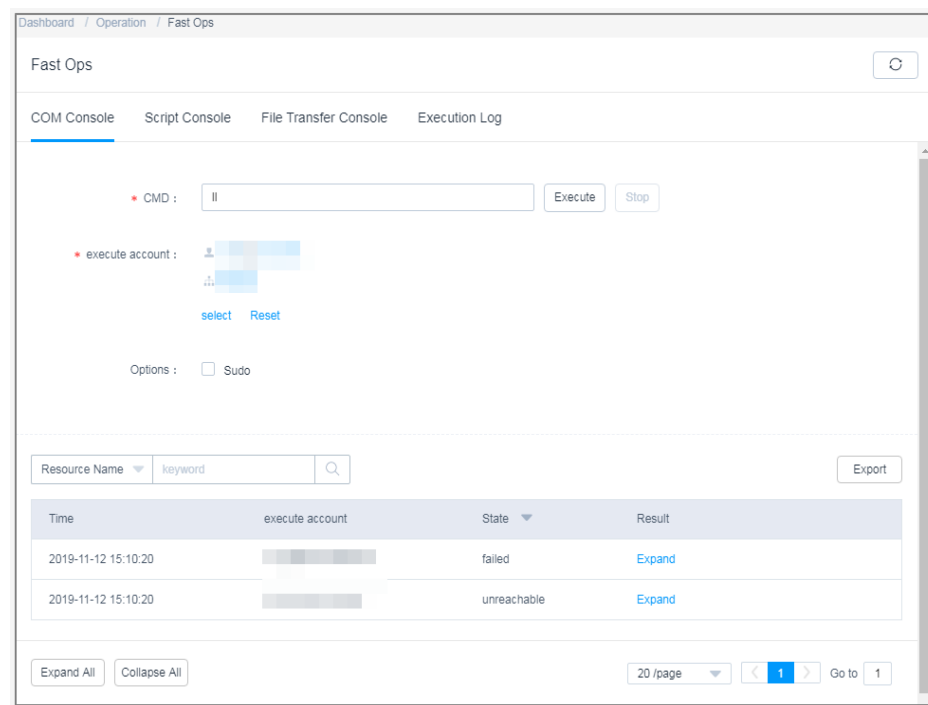 Dashboard / Operation / Fast Ops
Fast Ops
COM Console Script Console File Transfer Console Execution Log
* CMD : ll Execute Stop
* execute account :
select Reset
Options : Sudo
Resource Name keyword Export
Time execute account State Result
2019-11-12 15:10:20 failed Expand
2019-11-12 15:10:20 unreachable Expand
Expand All Collapse All 20 /page 1 Go to 1